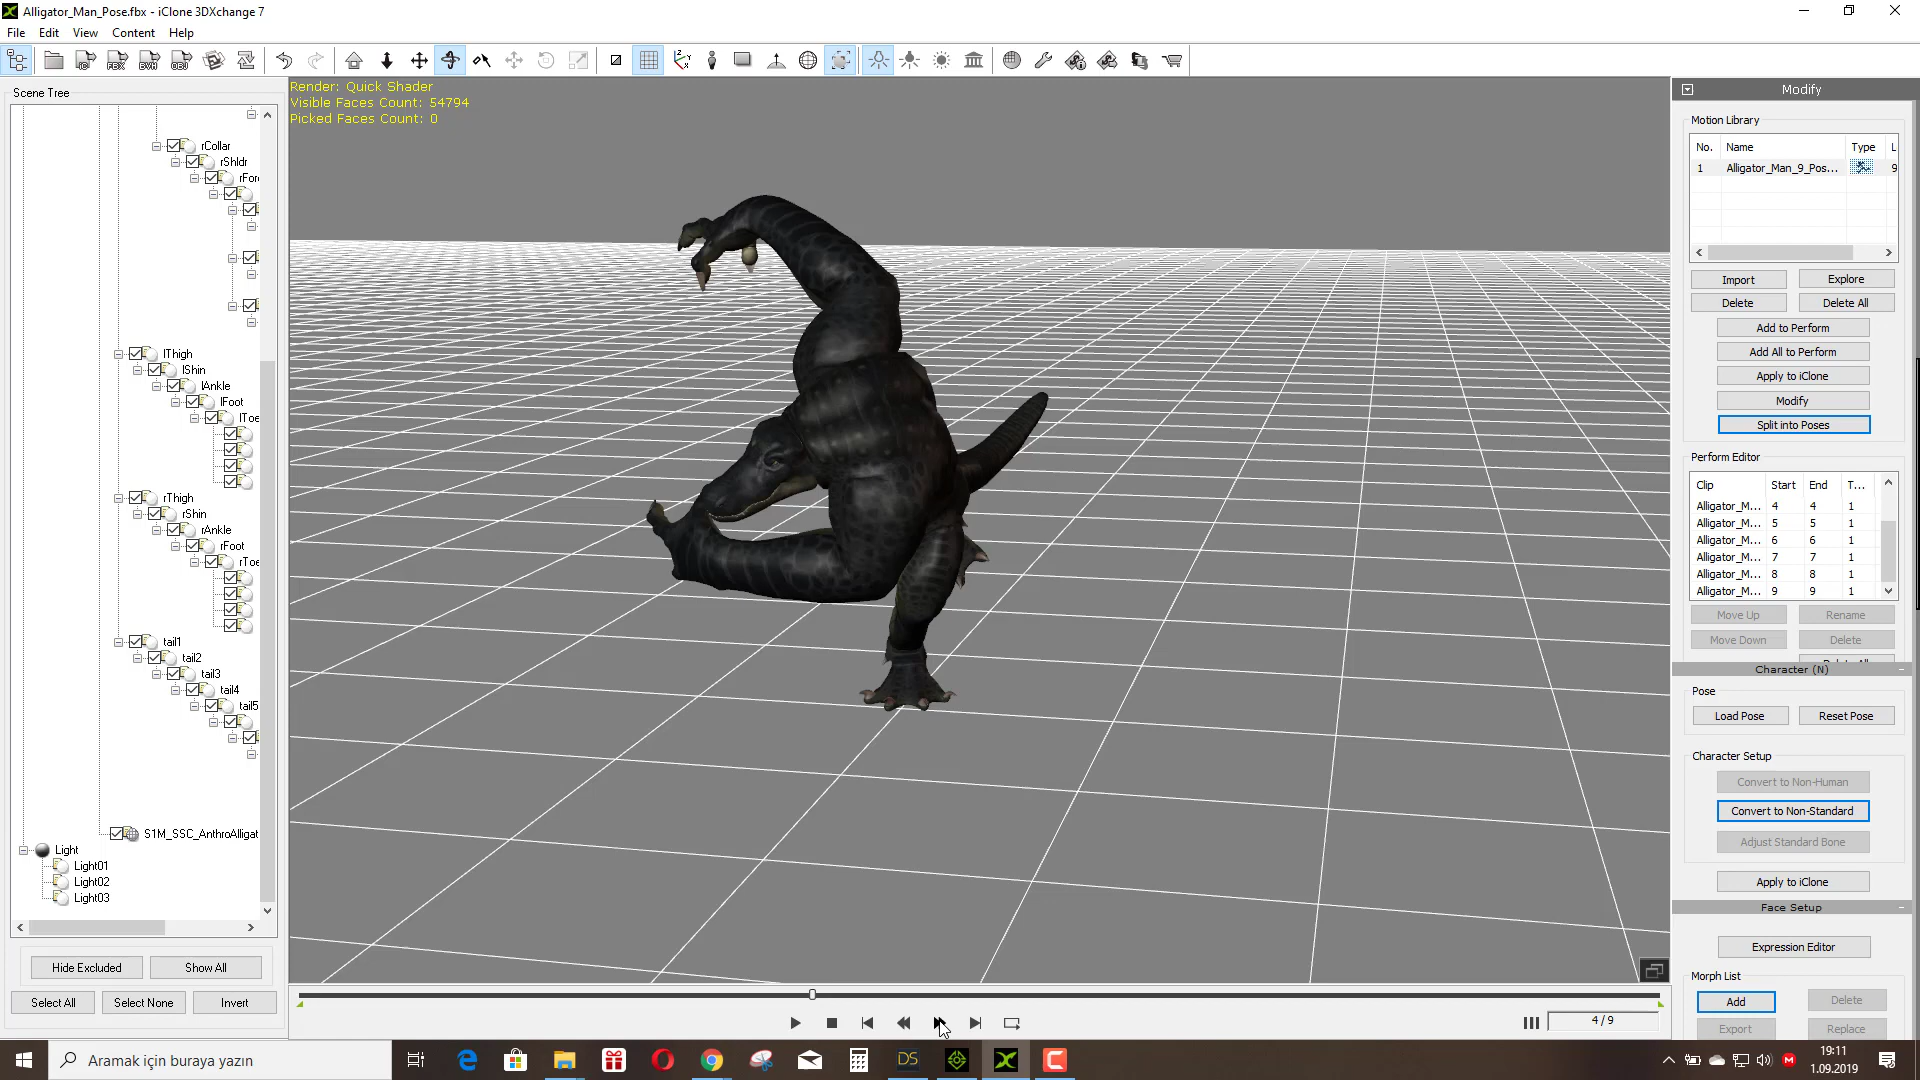 Alligator_Man_Pose.fbx - iClone 3DXchange 7
File Edit View Content Help
Scene Tree
rCollar
rShldr
rFor
lThigh
lShin
lAnkle
lFoot
lToe
rThigh
rShin
rAnkle
rFoot
rToe
tail1
tail2
tail3
tail4
tail5
S1M_SSC_AnthroAlligat
Light
Light01
Light02
Light03
Hide Excluded Show All
Select All Select None Invert
Render: Quick Shader
Visible Faces Count: 54794
Picked Faces Count: 0
4/9
Modify
Motion Library
No. Name Type L
1 Alligator_Man_9_Pos... 9
Import Explore
Delete Delete All
Add to Perform
Add All to Perform
Apply to iClone
Modify
Split into Poses
Perform Editor
Clip Start End T...
Alligator_M... 4 4 1
Alligator_M... 5 5 1
Alligator_M... 6 6 1
Alligator_M... 7 7 1
Alligator_M... 8 8 1
Alligator_M... 9 9 1
Move Up Rename
Move Down Delete
Character (N)
Pose
Load Pose Reset Pose
Character Setup
Convert to Non-Human
Convert to Non-Standard
Adjust Standard Bone
Apply to iClone
Face Setup
Expression Editor
Morph List
Add Delete
Export Replace
Aramak için buraya yazın
DS
19:11
1.09.2019